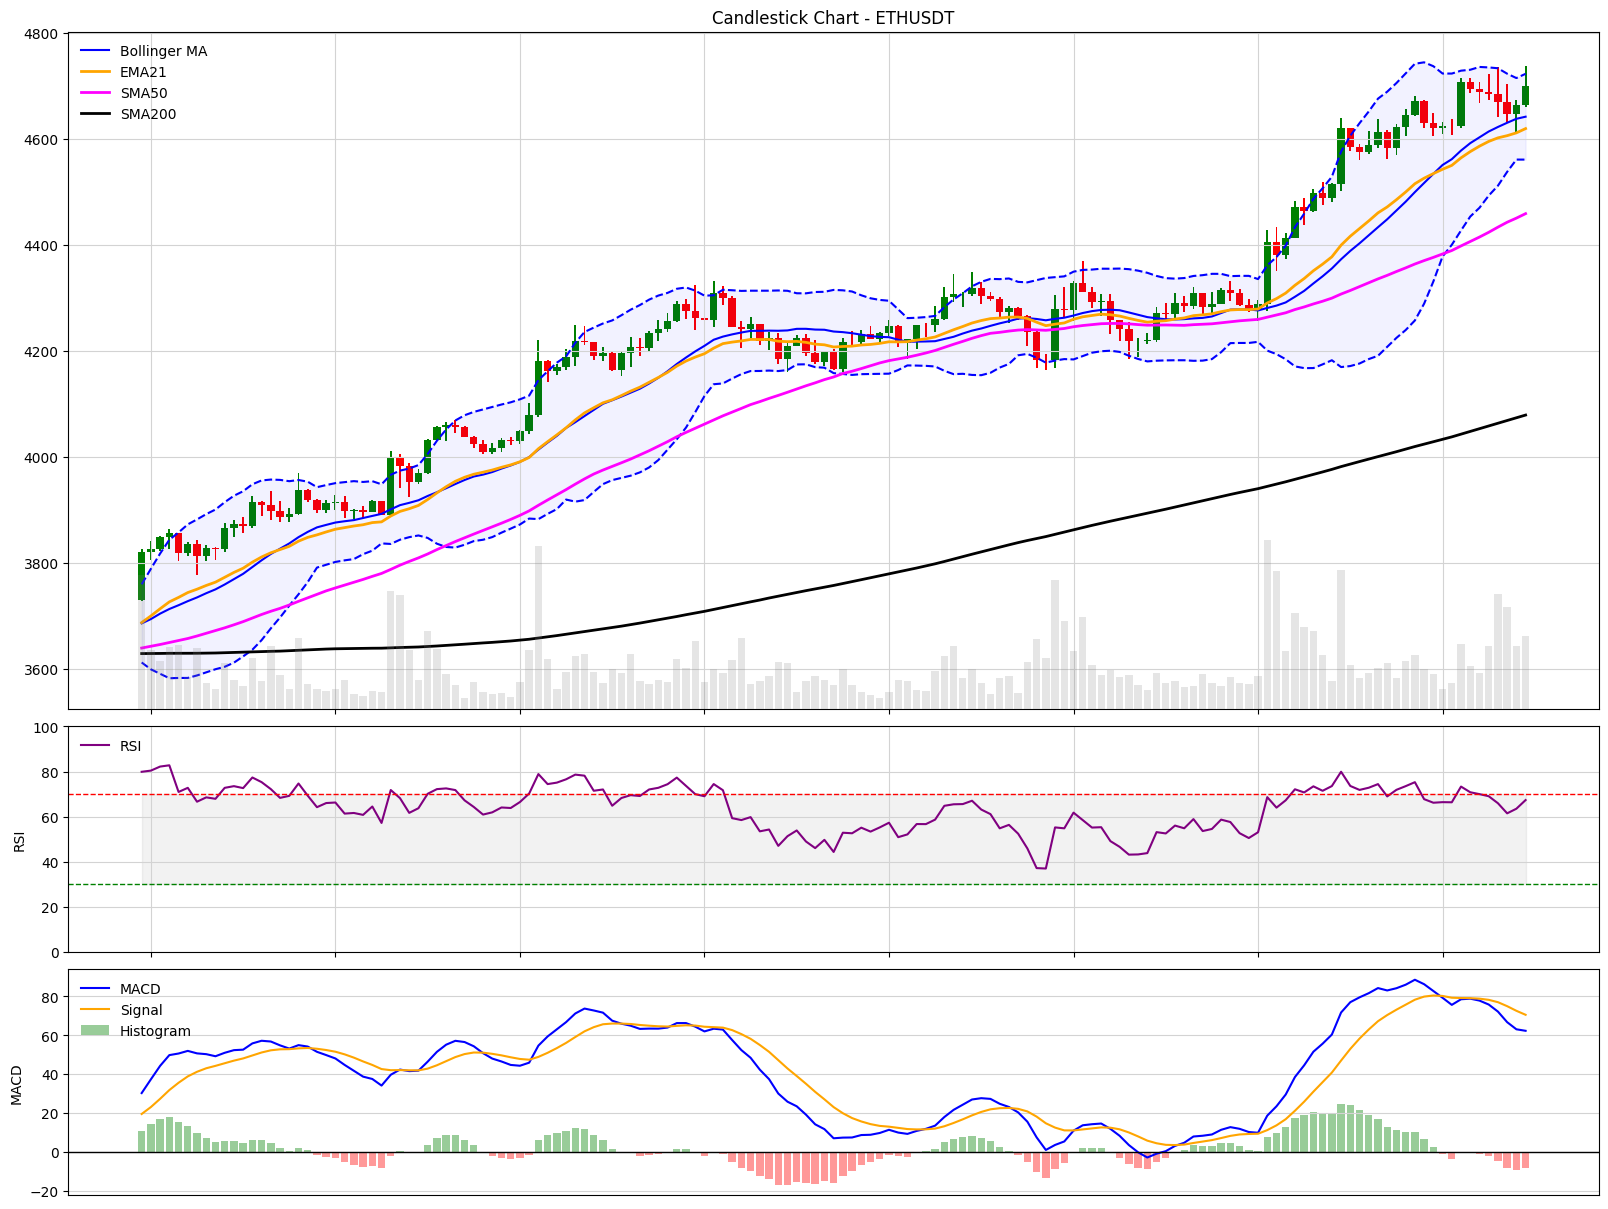 Candlestick Chart - ETHUSDT
4800
Bollinger MA
EMA21
SMA50
SMA200
4600
4400
4200
4000
3800
3600
100
RSI
80
60
RSI
40
20
0
MACD
80
Signal
Histogram
60
40
MACD
20
0
−20